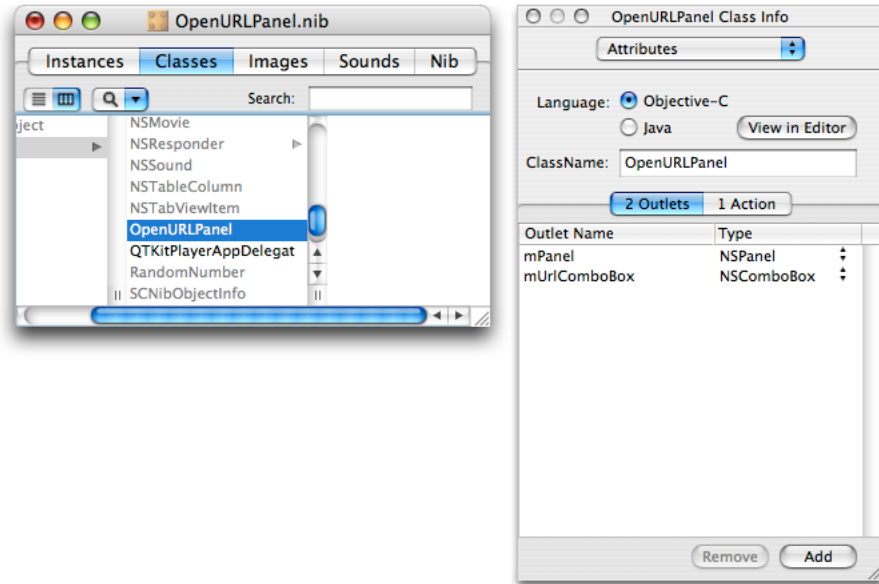 OpenURLPanel.nib
Instances Classes Images Sounds Nib
Search:
ject
NSMovie
NSResponder
NSSound
NSTableColumn
NSTabViewItem
OpenURLPanel
QTKitPlayerAppDelegat
RandomNumber
SCNibObjectInfo
OpenURLPanel Class Info
Attributes
Language: Objective-C
Java View in Editor
ClassName: OpenURLPanel
2 Outlets 1 Action
Outlet Name Type
mPanel NSPanel
mUrlComboBox NSComboBox
Remove Add